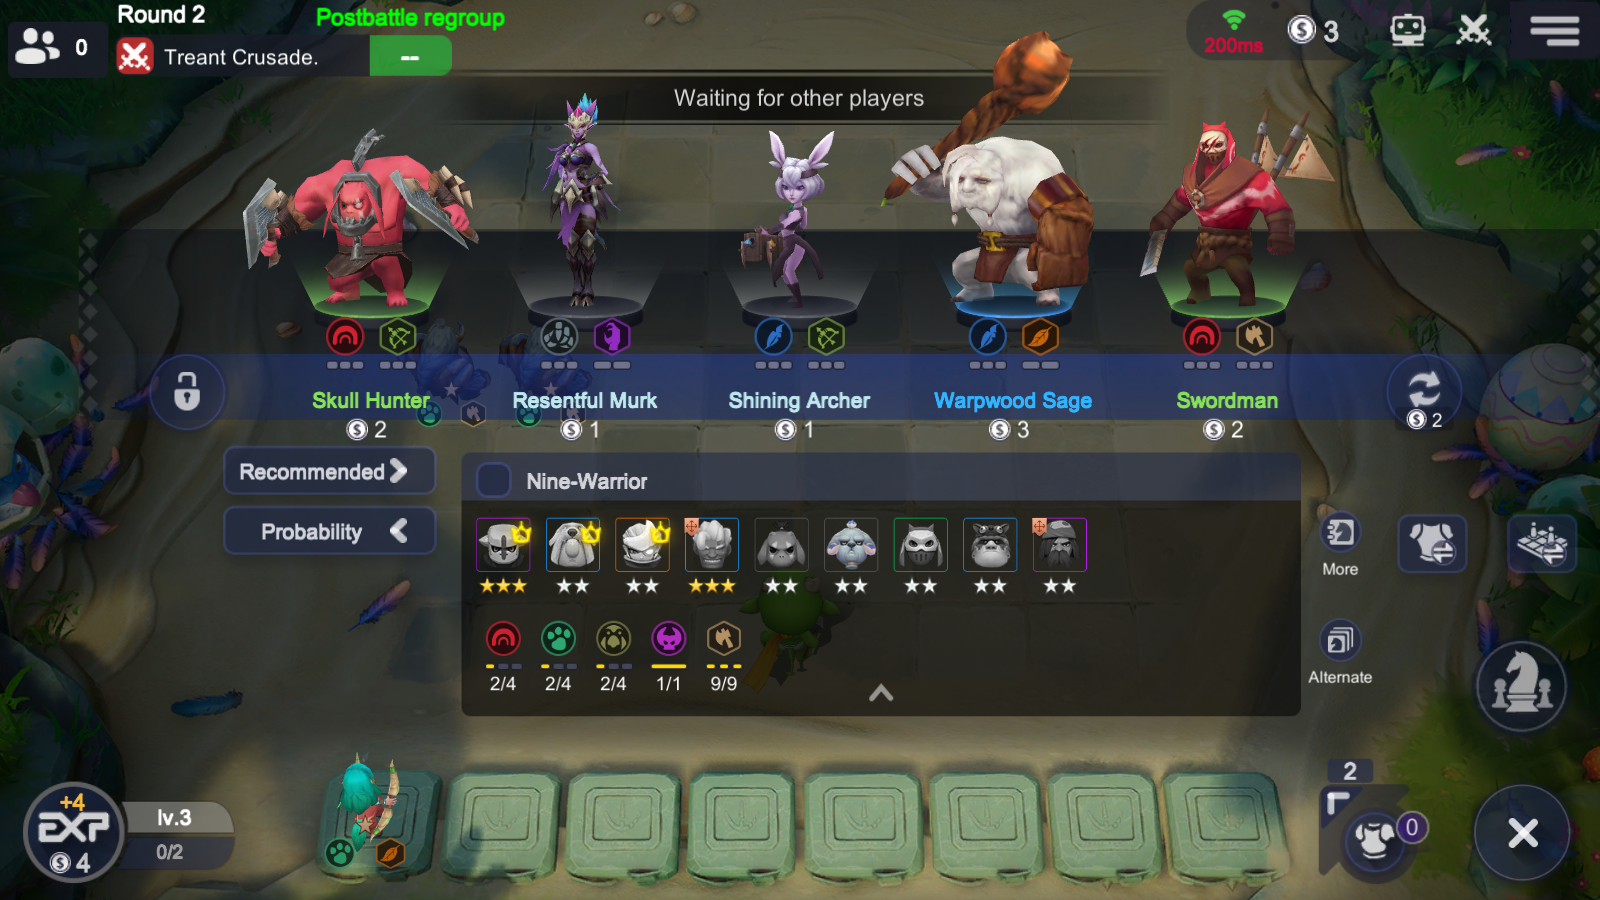 Round 2
Postbattle regroup
0
Treant Crusade.
--
200ms
3
Waiting for other players
Skull Hunter
2
Resentful Murk
1
Shining Archer
1
Warpwood Sage
3
Swordman
2
2
Recommended
Probability
Nine-Warrior
2/4
2/4
2/4
1/1
9/9
More
Alternate
+4
EXP
4
lv.3
0/2
2
0